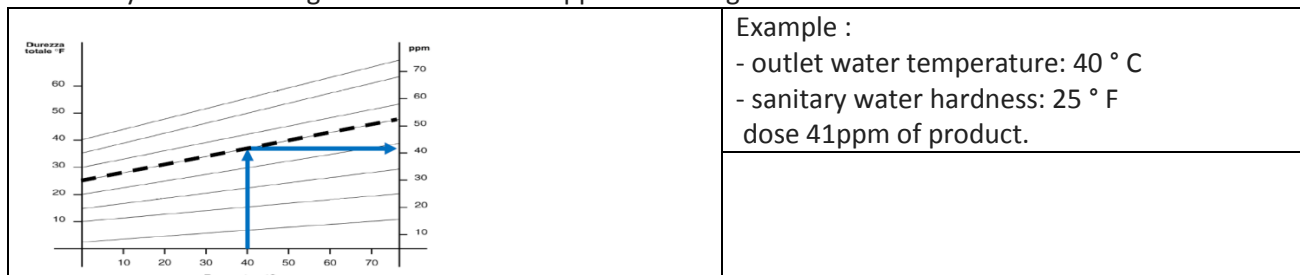 Durezza
totale °F
ppm
60
50
40
30
20
10
70
60
50
40
30
20
10
10 20 30 40 50 60 70
Example :
- outlet water temperature: 40 ° C
- sanitary water hardness: 25 ° F
dose 41ppm of product.